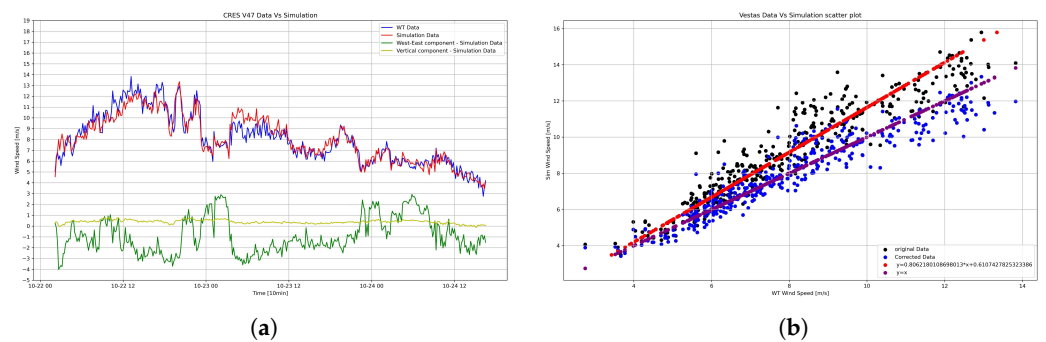 CRES V47 Data Vs Simulation
19
18
17
16
15
14
13
12
11
10
9
8
7
6
5
4
3
2
1
0
−1
−2
−3
−4
−5
Wind Speed [m/s]
WT Data
Simulation Data
West-East component - Simulation Data
Vertical component - Simulation Data
10-22 00 10-22 12 10-23 00 10-23 12 10-24 00 10-24 12
Time [10min]
(a)
Vestas Data Vs Simulation scatter plot
16
14
12
10
8
6
4
Sim Wind Speed [m/s]
original Data
Corrected Data
y=0.8062180108698013*x+0.6107427825323386
y=x
4 6 8 10 12 14
WT Wind Speed [m/s]
(b)